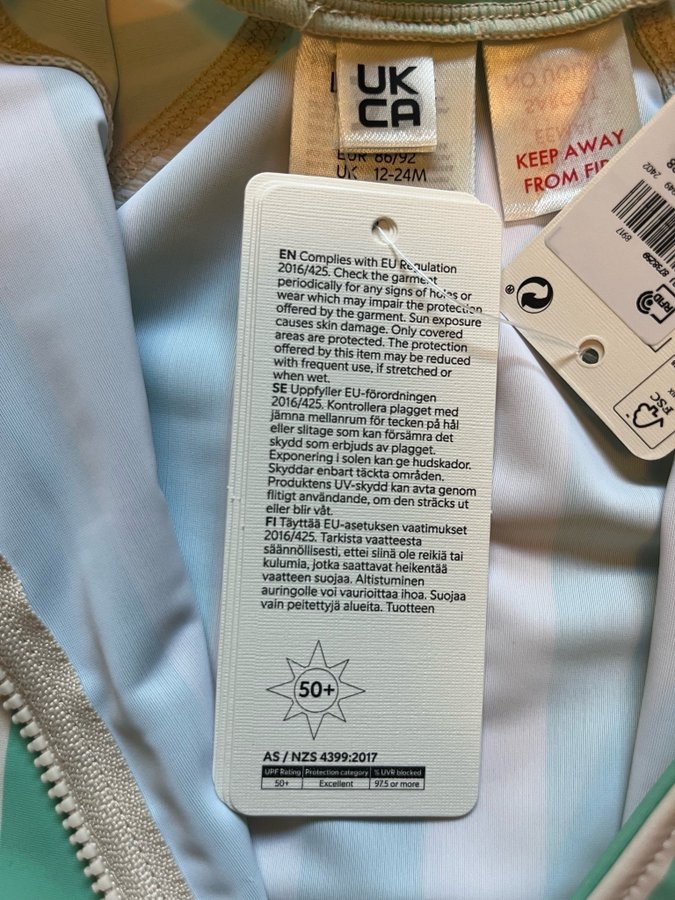 UK
CA
EUR 86/92
UK 12-24M
KEEP AWAY
FROM FIRE
EN Complies with EU Regulation
2016/425. Check the garment
periodically for any signs of holes or
wear which may impair the protection
offered by the garment. Sun exposure
causes skin damage. Only covered
areas are protected. The protection
offered by this item may be reduced
with frequent use, if stretched or
when wet.
SE Uppfyller EU-förordningen
2016/425. Kontrollera plagget med
jämna mellanrum för tecken på hål
eller slitage som kan försämra det
skydd som erbjuds av plagget.
Exponering i solen kan ge hudskador.
Skyddar enbart täckta områden.
Produktens UV-skydd kan avta genom
flitigt användande, om den sträcks ut
eller blir våt.
FI Täyttää EU-asetuksen vaatimukset
2016/425. Tarkista vaatteesta
säännöllisesti, ettei siinä ole reikiä tai
kulumia, jotka saattavat heikentää
vaatteen suojaa. Altistuminen
auringolle voi vaurioittaa ihoa. Suojaa
vain peitettyjä alueita. Tuotteen
50+
AS / NZS 4399:2017
UPF Rating Protection category % UVR blocked
50+ Excellent 97.5 or more
2402
6917
RFID
FSC